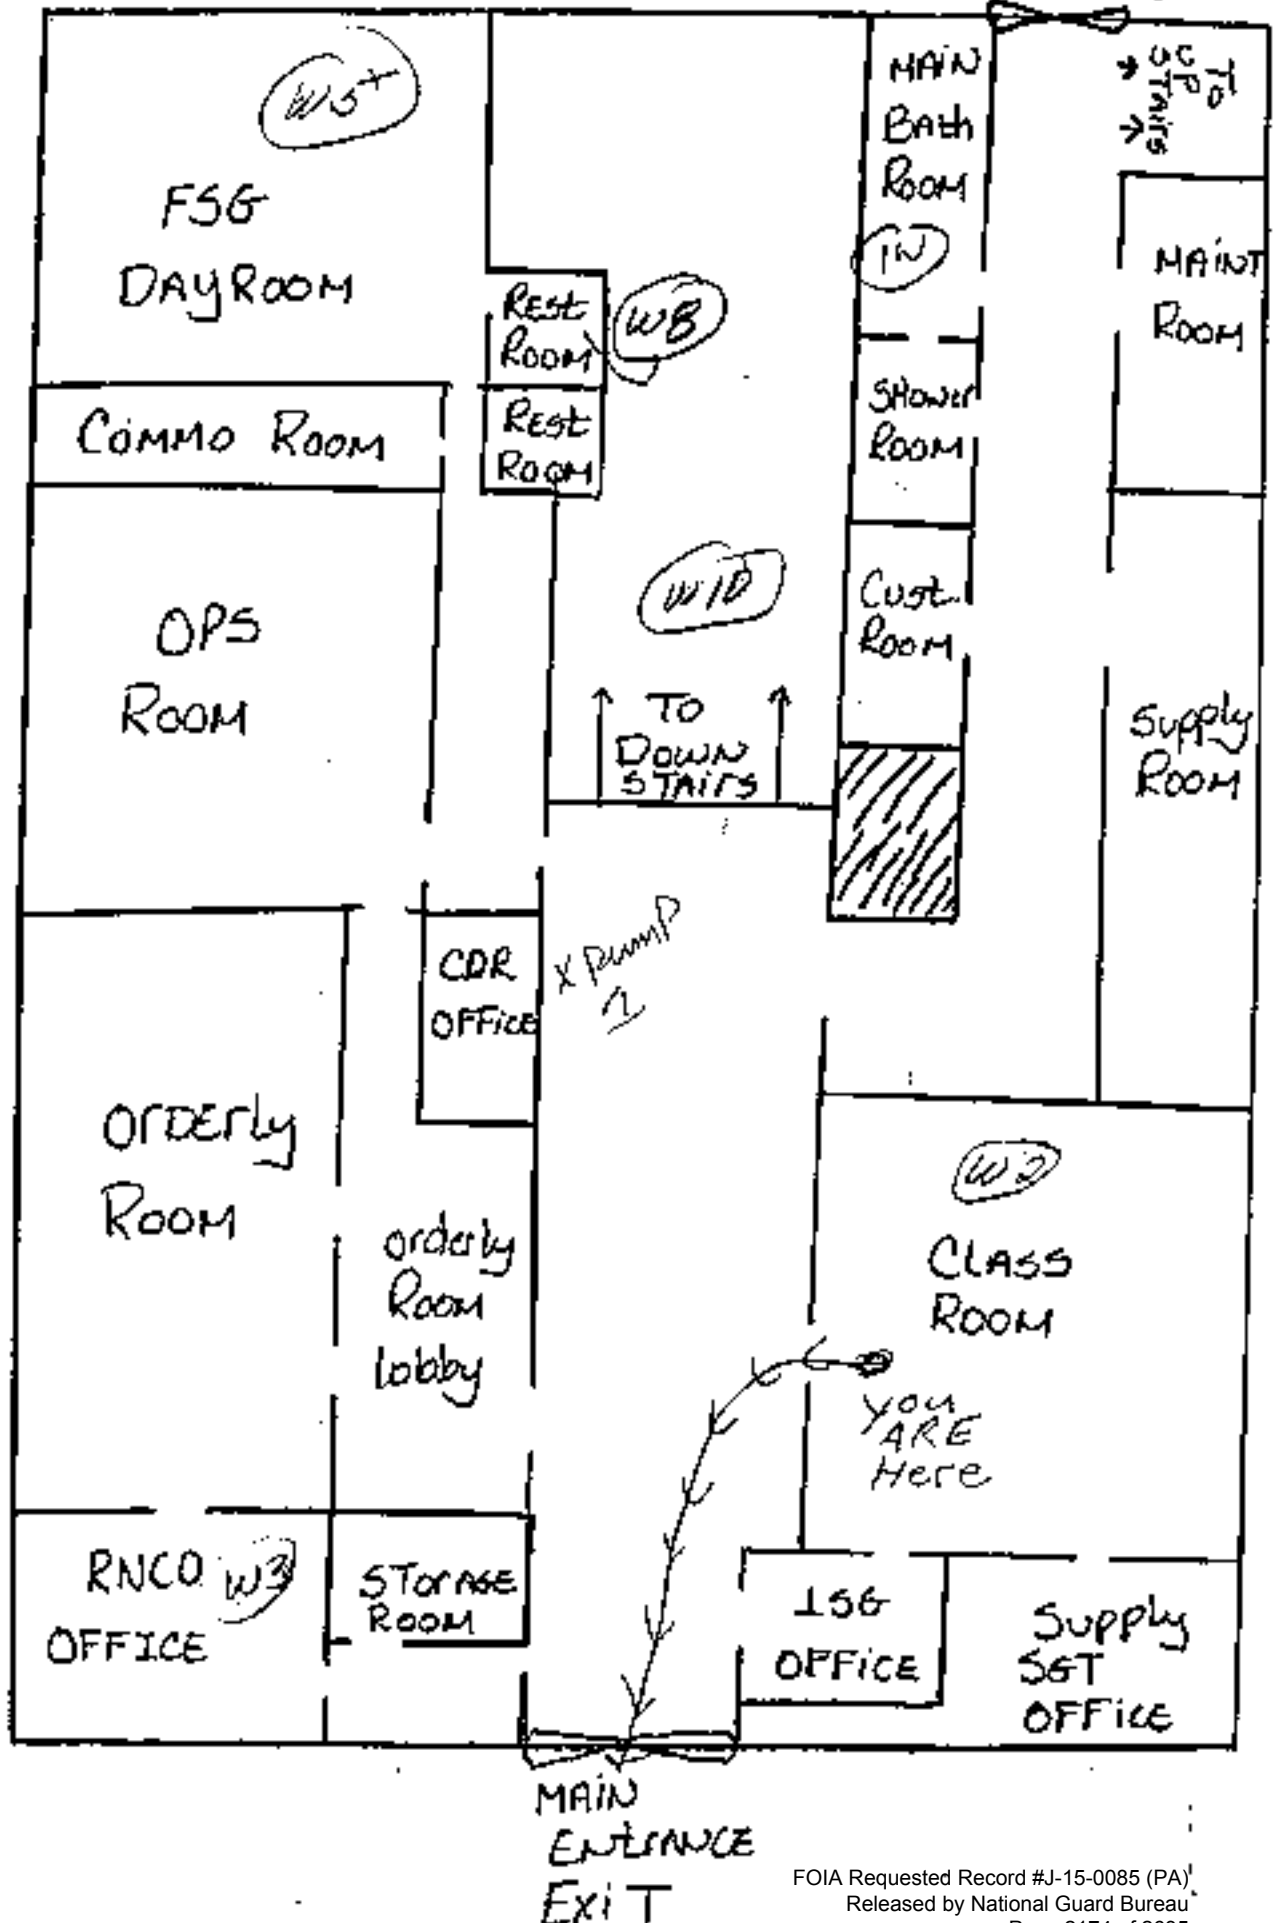 W5+
FSG
DAYROOM
MAIN
BATH
ROOM
1W
TO
UP
STAIrS
MAINT
ROOM
REST
ROOM
W8
REST
ROOM
COMMO ROOM
SHOWEr
ROOM
OPS
ROOM
W10
CUST.
ROOM
TO
DOWN
STAIrS
Supply
ROOM
CDR
OFFICE
X PUMP
2
OrDErly
ROOM
orderly
Room
lobby
W2
CLASS
ROOM
YOU
ARE
Here
RNCO
OFFICE
W3
STOrAGE
ROOM
1SG
OFFICE
Supply
SGT
OFFICE
MAIN
ENTrANCE
EXIT
FOIA Requested Record #J-15-0085 (PA)
Released by National Guard Bureau